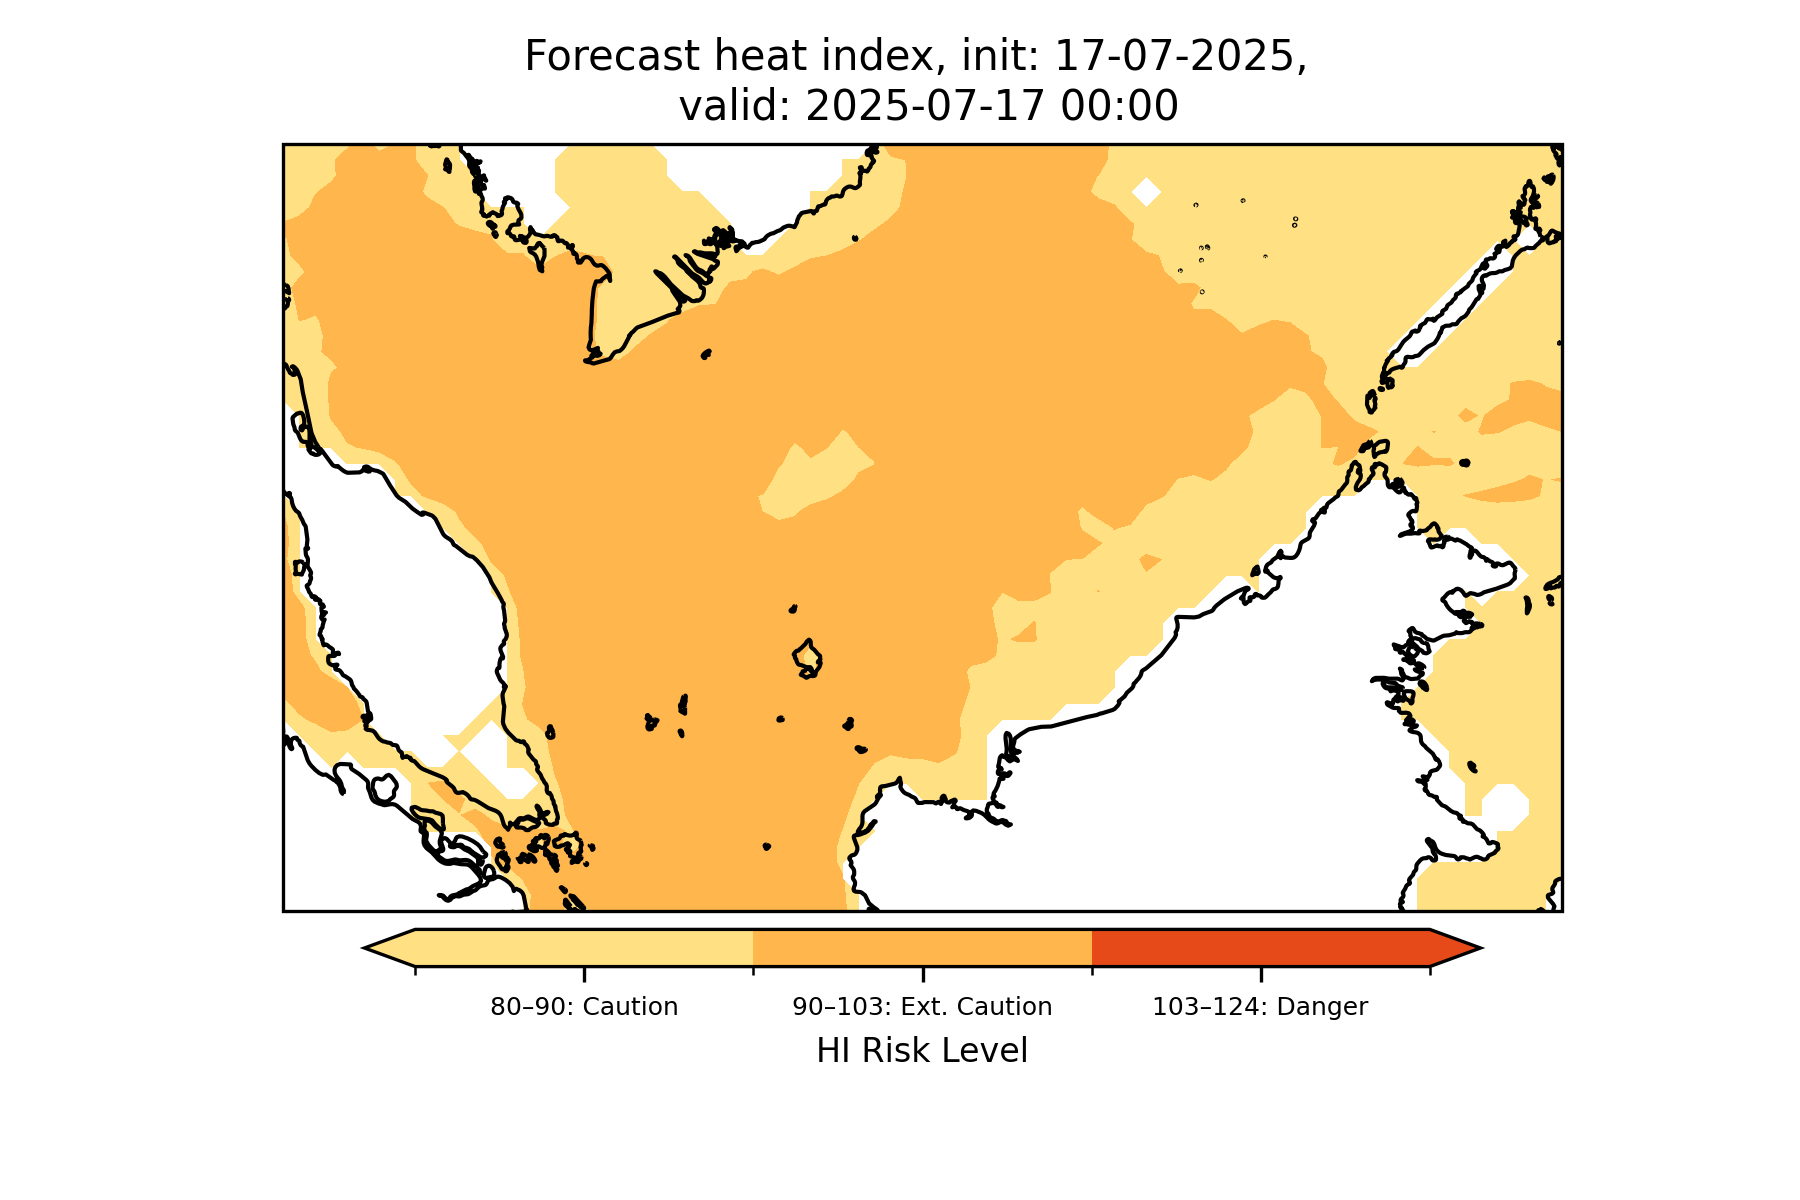 Forecast heat index, init: 17-07-2025,
valid: 2025-07-17 00:00
80–90: Caution
90–103: Ext. Caution
103–124: Danger
HI Risk Level